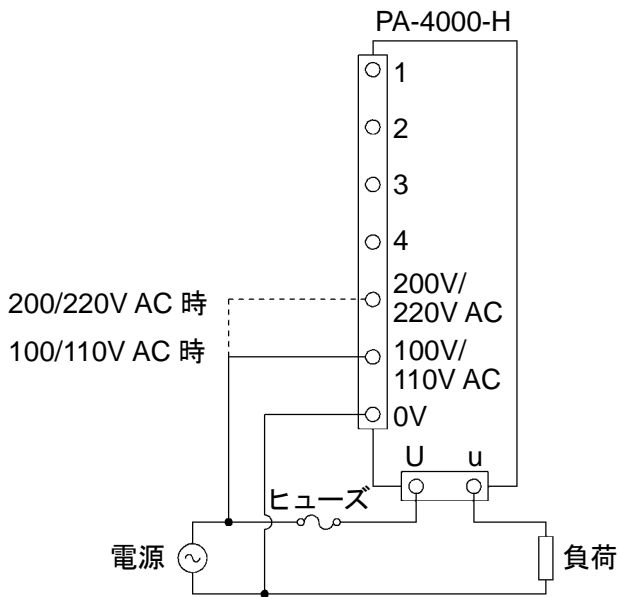 PA-4000-H
1
2
3
4
200/220V AC 時
200V/
220V AC
100/110V AC 時
100V/
110V AC
0V
U u
ヒューズ
電源
負荷